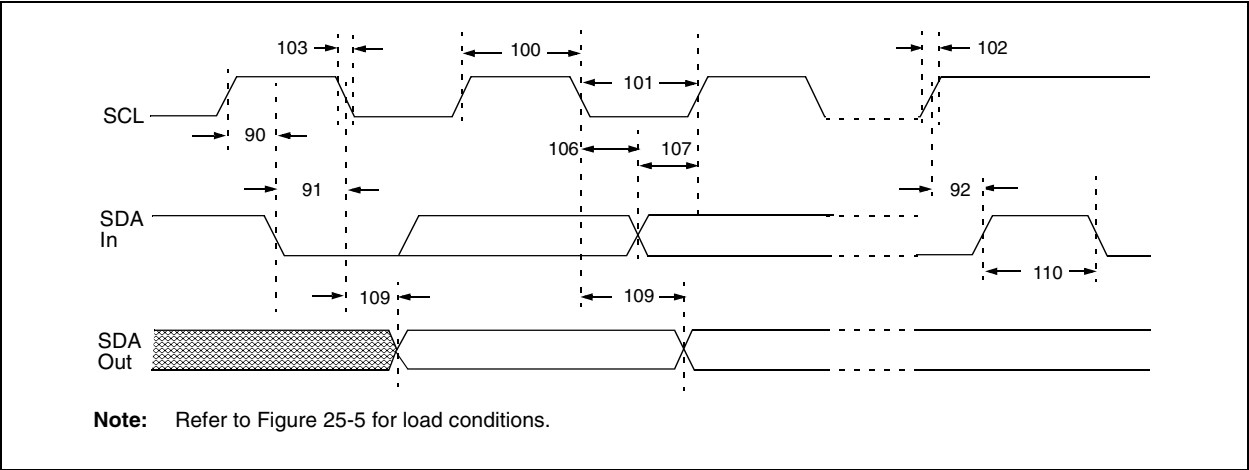 103 100 102
101
SCL
90
106 107
91 92
SDA
In
110
109 109
SDA
Out
Note: Refer to Figure 25-5 for load conditions.